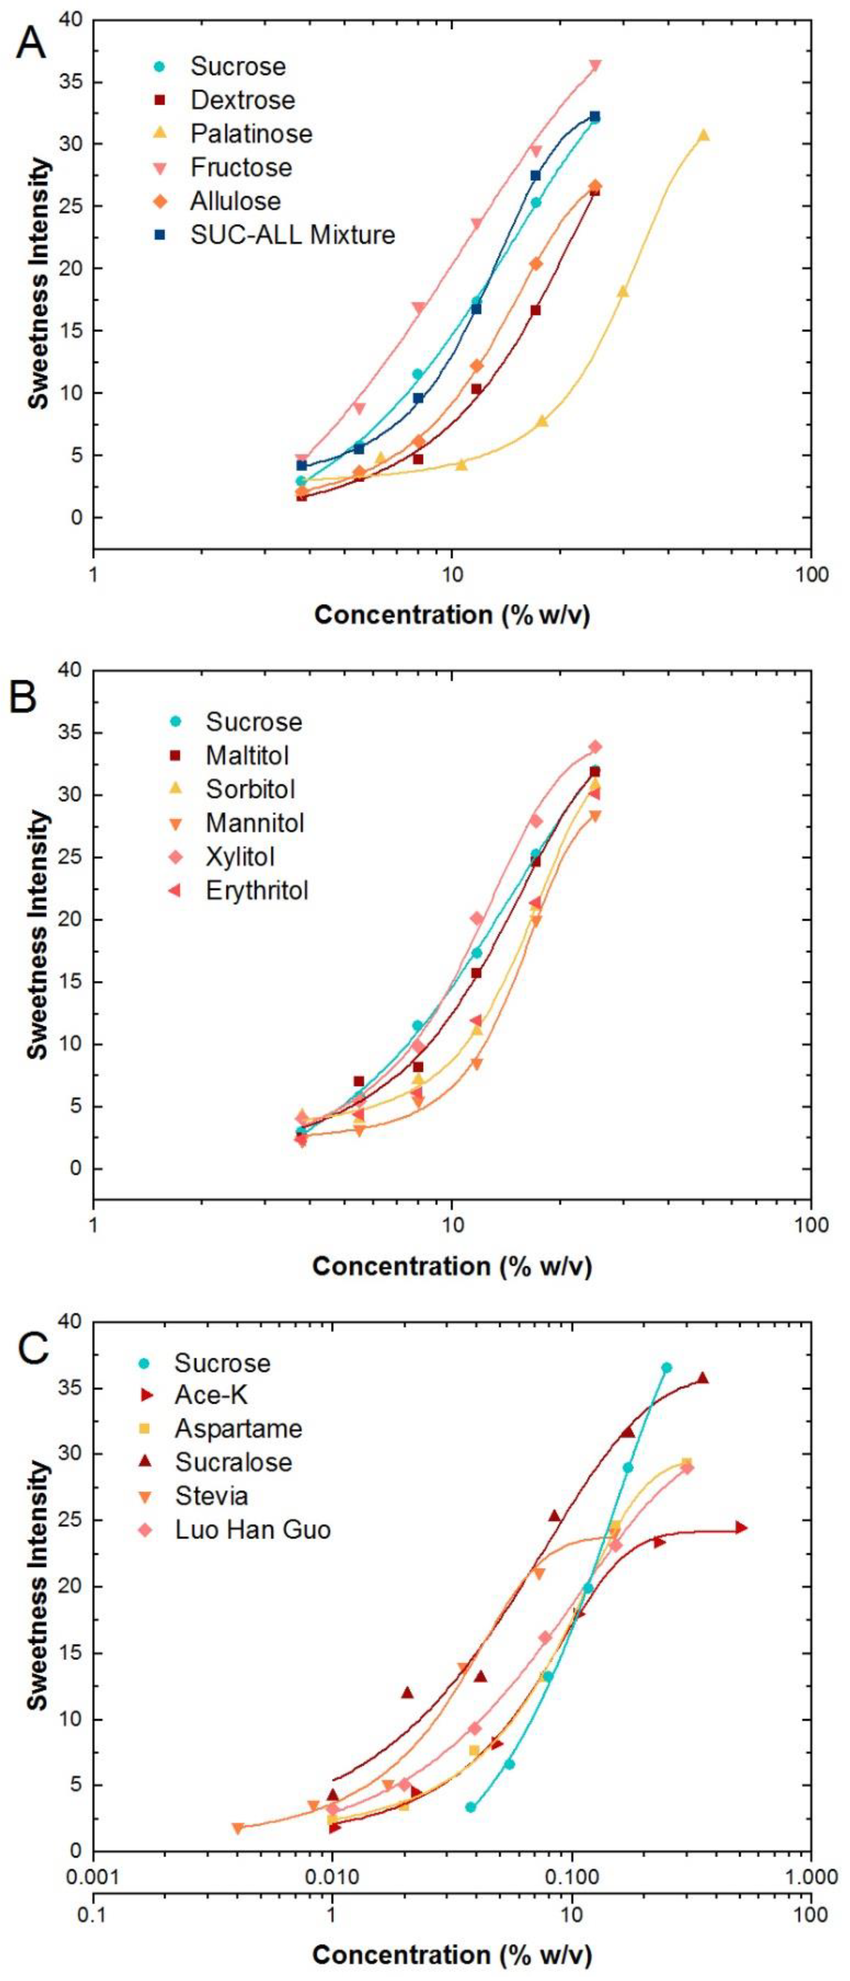 A
40
35
30
25
20
15
10
5
0
Sweetness Intensity
Sucrose
Dextrose
Palatinose
Fructose
Allulose
SUC-ALL Mixture
1 10 100
Concentration (% w/v)
B
40
35
30
25
20
15
10
5
0
Sweetness Intensity
Sucrose
Maltitol
Sorbitol
Mannitol
Xylitol
Erythritol
1 10 100
Concentration (% w/v)
C
40
35
30
25
20
15
10
5
0
Sweetness Intensity
Sucrose
Ace-K
Aspartame
Sucralose
Stevia
Luo Han Guo
0.001 0.010 0.100 1.000
0.1 1 10 100
Concentration (% w/v)